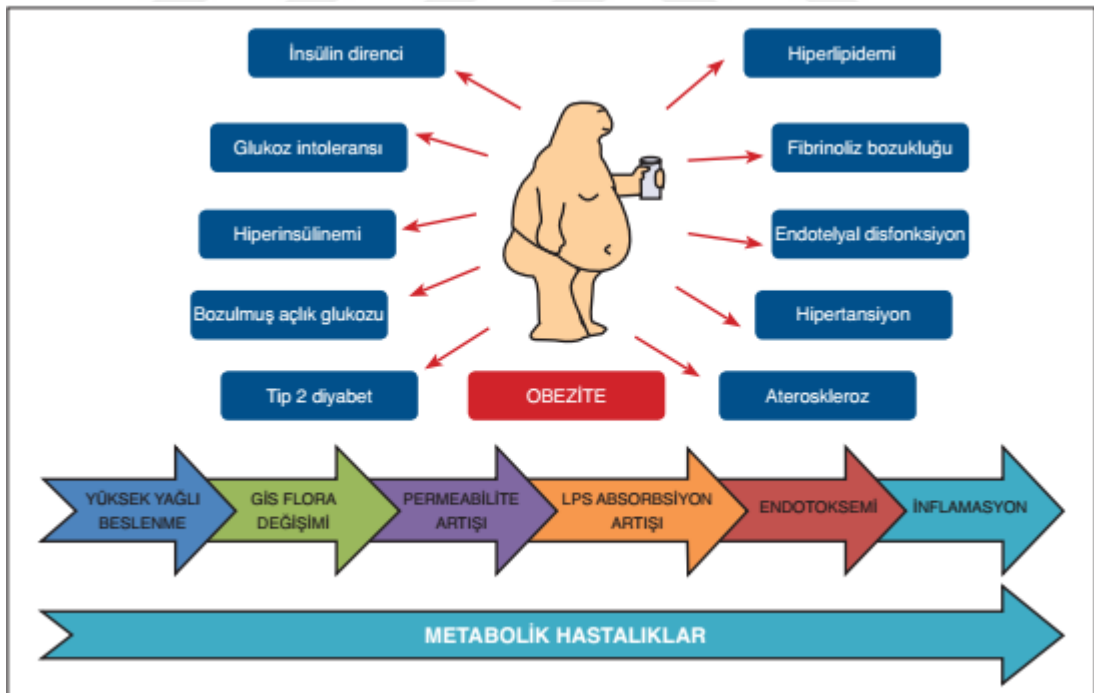 İnsülin direnci
Hiperlipidemi
Glukoz intoleransı
Fibrinoliz bozukluğu
Hiperinsülinemi
Endotelyal disfonksiyon
Bozulmuş açlık glukozu
Hipertansiyon
Tip 2 diyabet
OBEZİTE
Ateroskleroz
YÜKSEK YAĞLI
BESLENME
GİS FLORA
DEĞİŞİMİ
PERMEABİLİTE
ARTIŞI
LPS ABSORBSİYON
ARTIŞI
ENDOTOKSEMİ
İNFLAMASYON
METABOLİK HASTALIKLAR